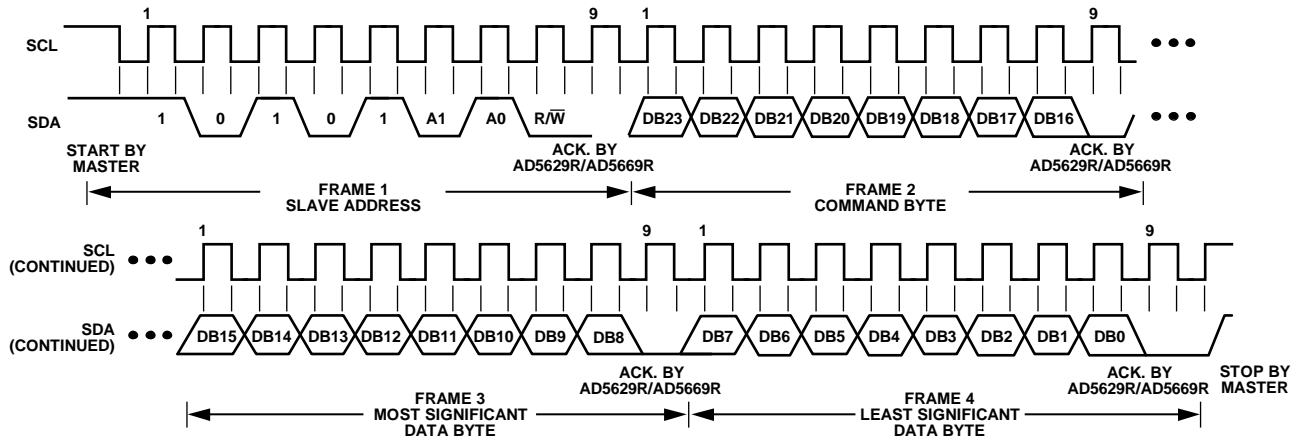 1 9 1 9
SCL
SDA
1 0 1 0 1 A1 A0 R/W̅ DB23 DB22 DB21 DB20 DB19 DB18 DB17 DB16
START BY
MASTER
ACK. BY
AD5629R/AD5669R
ACK. BY
AD5629R/AD5669R
FRAME 1
SLAVE ADDRESS
FRAME 2
COMMAND BYTE
1 9 1 9
SCL
(CONTINUED)
SDA
(CONTINUED)
DB15 DB14 DB13 DB12 DB11 DB10 DB9 DB8 DB7 DB6 DB5 DB4 DB3 DB2 DB1 DB0
ACK. BY
AD5629R/AD5669R
ACK. BY
AD5629R/AD5669R
STOP BY
MASTER
FRAME 3
MOST SIGNIFICANT
DATA BYTE
FRAME 4
LEAST SIGNIFICANT
DATA BYTE